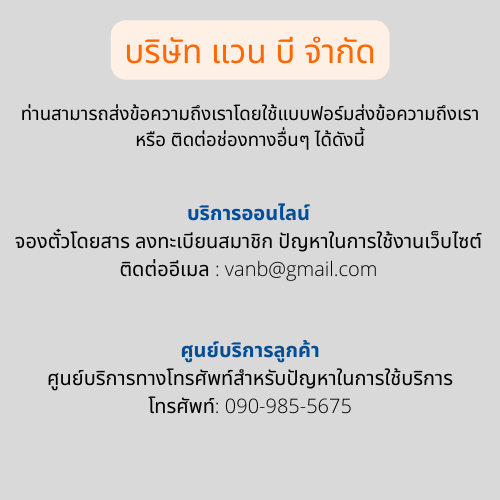 บริษัท แวน บี จำกัด
ท่านสามารถส่งข้อความถึงเราโดยใช้แบบฟอร์มส่งข้อความถึงเรา
หรือ ติดต่อช่องทางอื่นๆ ได้ดังนี้
บริการออนไลน์
จองตั๋วโดยสาร ลงทะเบียนสมาชิก ปัญหาในการใช้งานเว็บไซต์
ติดต่ออีเมล : vanb@gmail.com
ศูนย์บริการลูกค้า
ศูนย์บริการทางโทรศัพท์สำหรับปัญหาในการใช้บริการ
โทรศัพท์: 090-985-5675